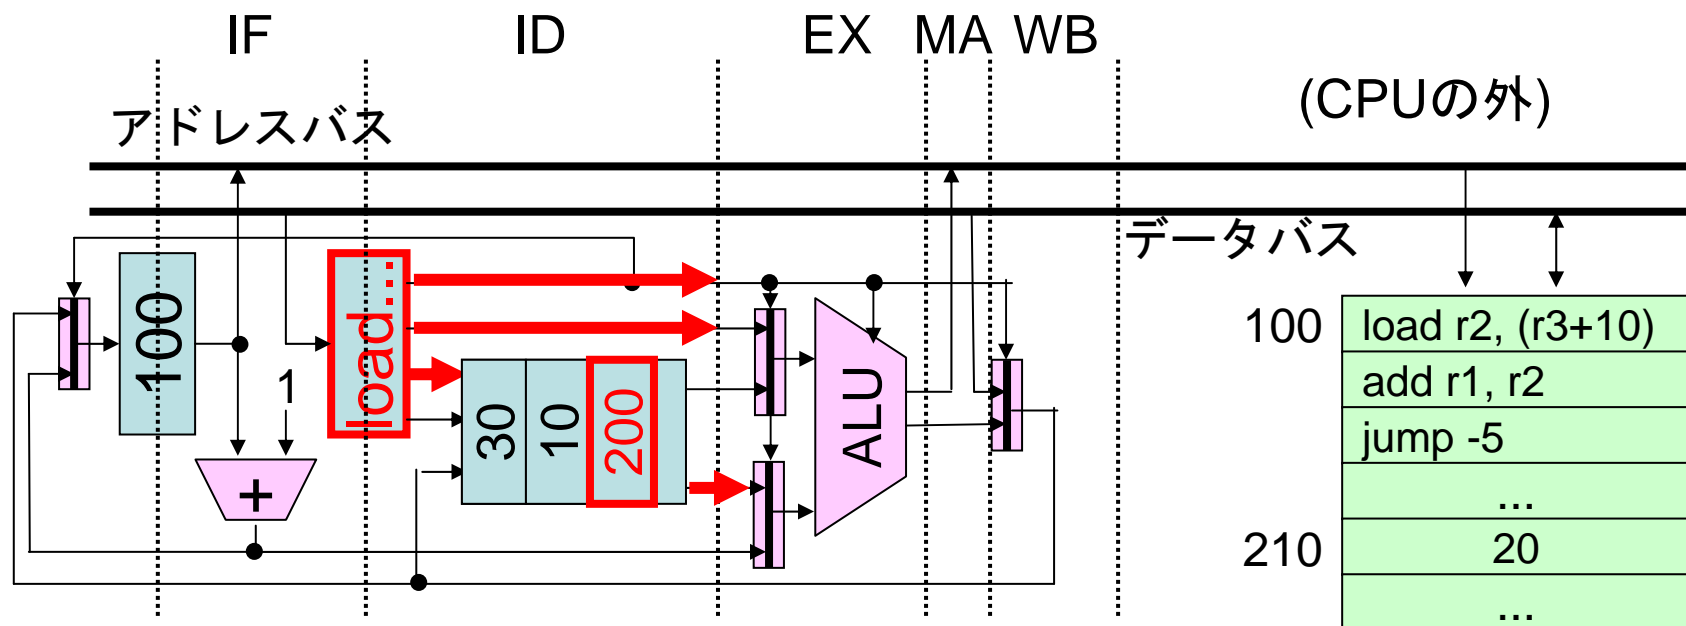 IF ID EX MA WB
(CPUの外)
アドレスバス
データバス
100
load...
1
+
30
10
200
ALU
100 load r2, (r3+10)
add r1, r2
jump -5
...
210 20
...